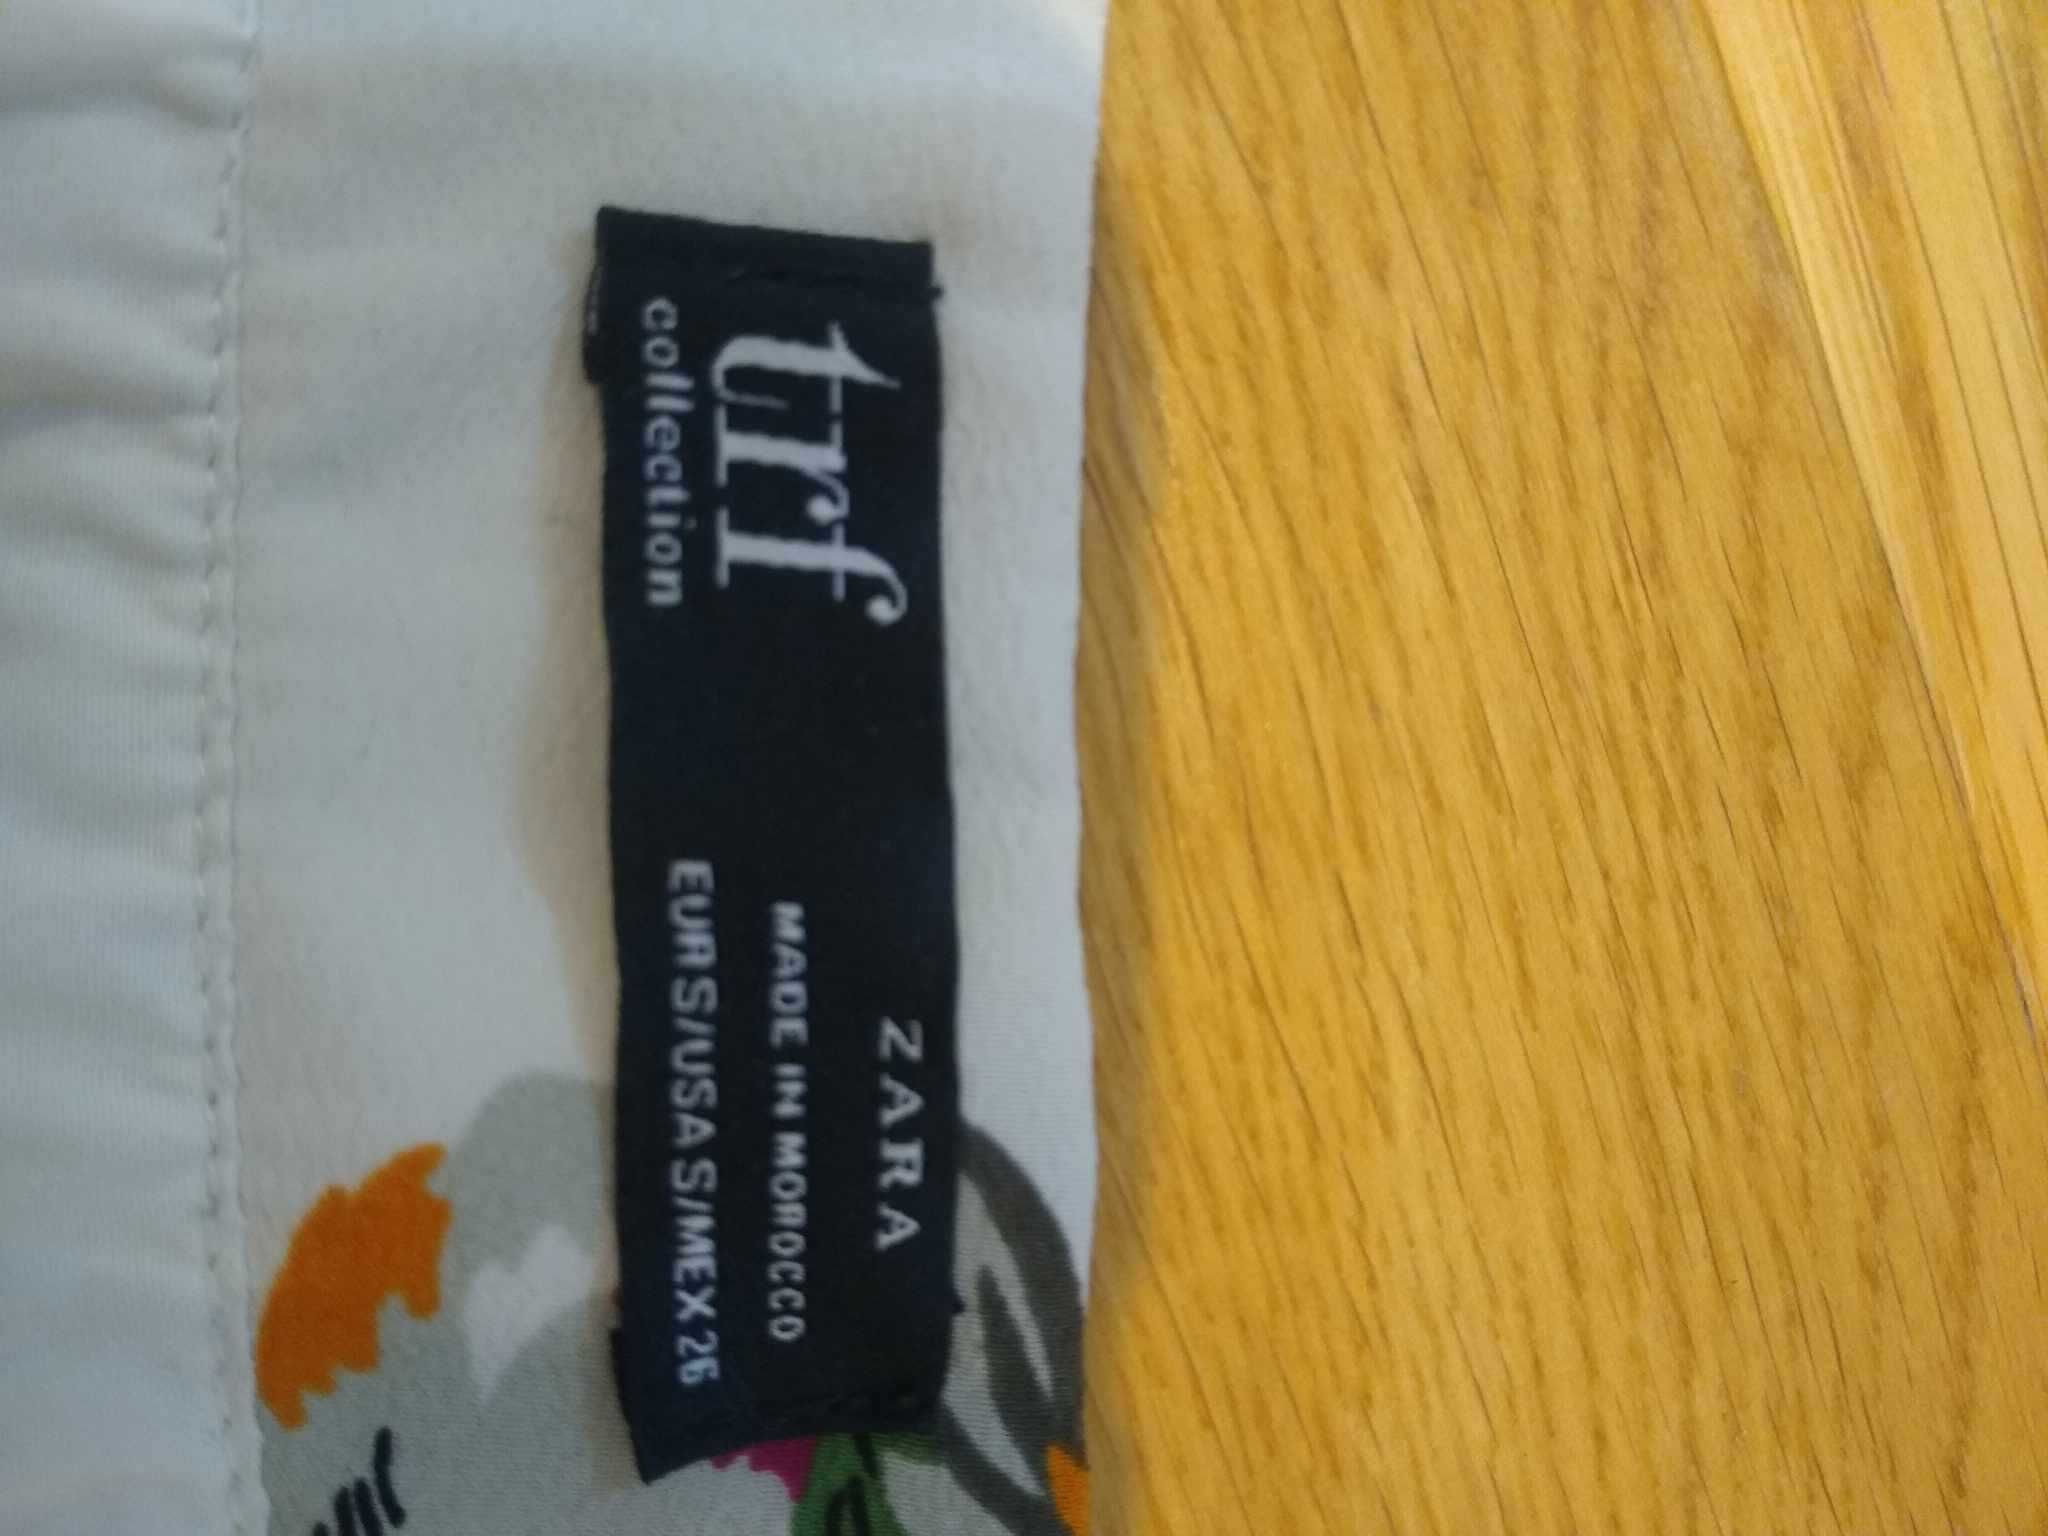 trf
collection
ZARA
MADE IN MOROCCO
EUR S/USA S/MEX 26